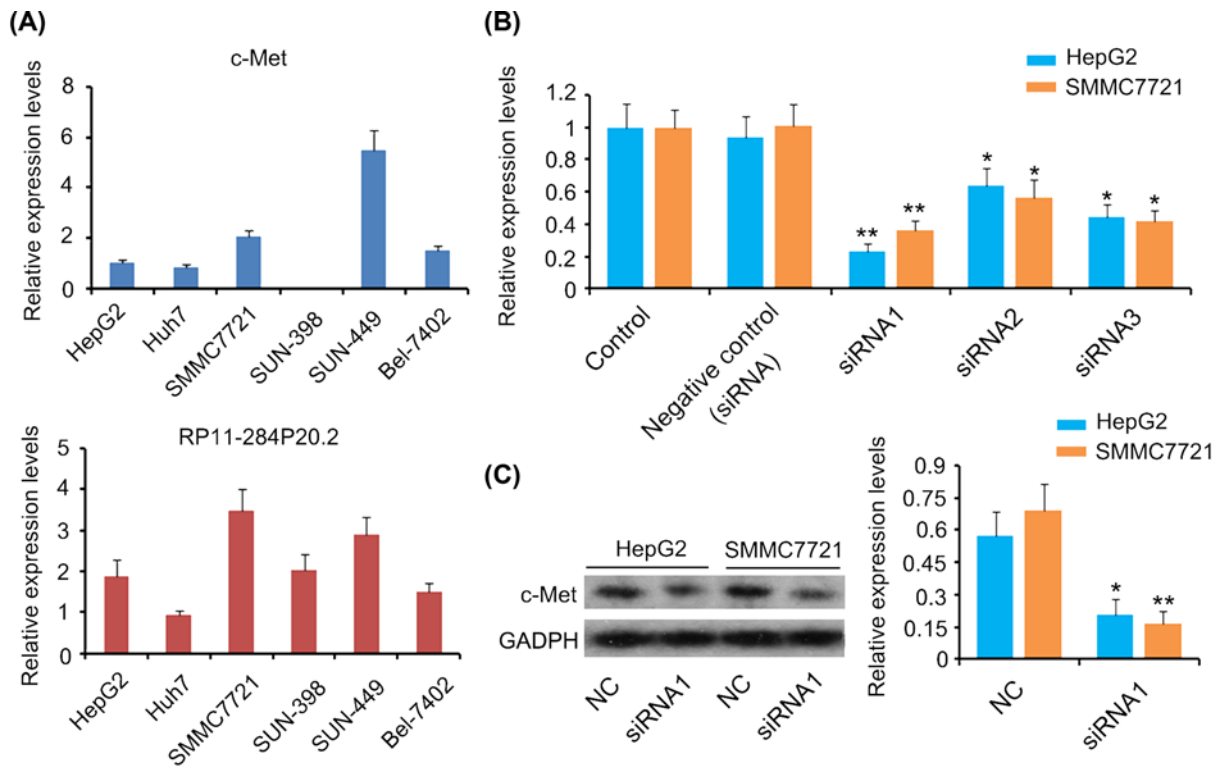 (A)
c-Met
Relative expression levels
8
6
4
2
0
HepG2
Huh7
SMMC7721
SUN-398
SUN-449
Bel-7402
RP11-284P20.2
Relative expression levels
5
4
3
2
1
0
HepG2
Huh7
SMMC7721
SUN-398
SUN-449
Bel-7402
(B)
HepG2
SMMC7721
Relative expression levels
1.2
1
0.8
0.6
0.4
0.2
0
** ** * * * *
Control
Negative control
(siRNA)
siRNA1
siRNA2
siRNA3
(C)
HepG2 SMMC7721
c-Met
GADPH
NC siRNA1 NC siRNA1
HepG2
SMMC7721
Relative expression levels
0.9
0.75
0.6
0.45
0.3
0.15
0
* **
NC
siRNA1